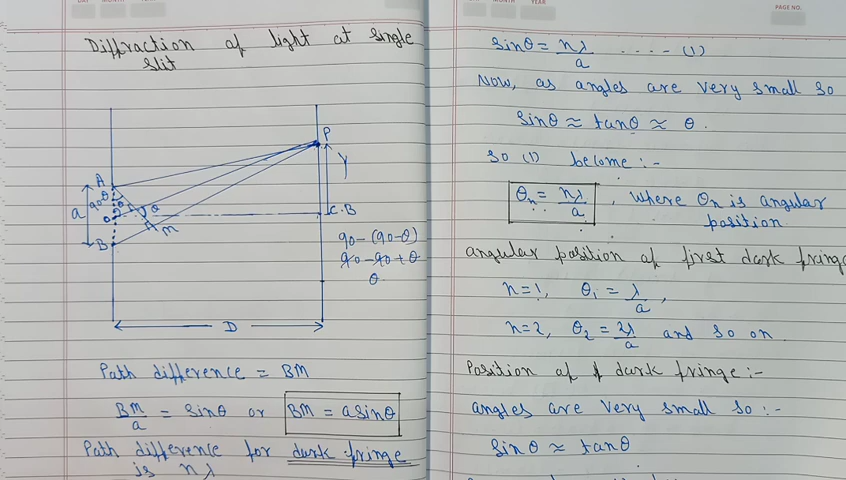 Diffraction of light at single
slit
P
A
θ
90-θ
a
θ
θ
O
M
B
y
C.B
90-(90-θ)
90-90+θ
θ
D
Path difference = BM
BM/a = sinθ or BM = a sinθ
Path difference for dark fringe
is nλ
YEAR
PAGE NO.
sinθ = nλ/a ..... (1)
Now, as angles are very small so
sinθ ≈ tanθ ≈ θ.
so (1) become :-
θn = nλ/a , where θn is angular
position
angular position of first dark fringe
n=1, θ1 = λ/a ,
n=2, θ2 = 2λ/a and so on.
Position of dark fringe :-
angles are very small so :-
sinθ ≈ tanθ